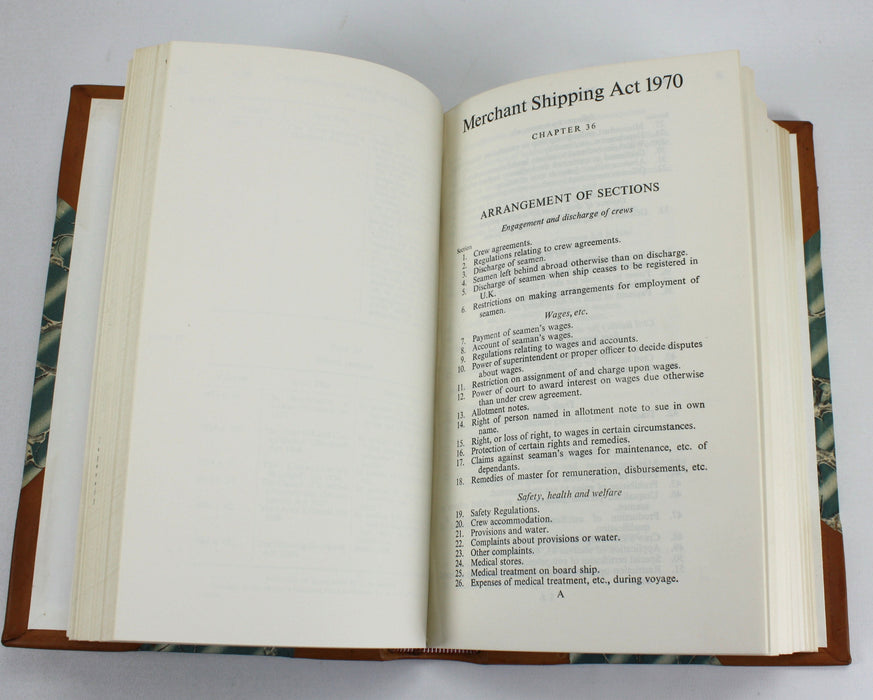 Merchant Shipping Act 1970
CHAPTER 36
ARRANGEMENT OF SECTIONS
Engagement and discharge of crews
Section
1. Crew agreements.
2. Regulations relating to crew agreements.
3. Discharge of seamen.
4. Seamen left behind abroad otherwise than on discharge.
5. Discharge of seamen when ship ceases to be registered in
U.K.
6. Restrictions on making arrangements for employment of
seamen.
Wages, etc.
7. Payment of seamen's wages.
8. Account of seaman's wages.
9. Regulations relating to wages and accounts.
10. Power of superintendent or proper officer to decide disputes
about wages.
11. Restriction on assignment of and charge upon wages.
12. Power of court to award interest on wages due otherwise
than under crew agreement.
13. Allotment notes.
14. Right of person named in allotment note to sue in own
name.
15. Right, or loss of right, to wages in certain circumstances.
16. Protection of certain rights and remedies.
17. Claims against seaman's wages for maintenance, etc. of
dependants.
18. Remedies of master for remuneration, disbursements, etc.
Safety, health and welfare
19. Safety Regulations.
20. Crew accommodation.
21. Provisions and water.
22. Complaints about provisions or water.
23. Other complaints.
24. Medical stores.
25. Medical treatment on board ship.
26. Expenses of medical treatment, etc., during voyage.
A